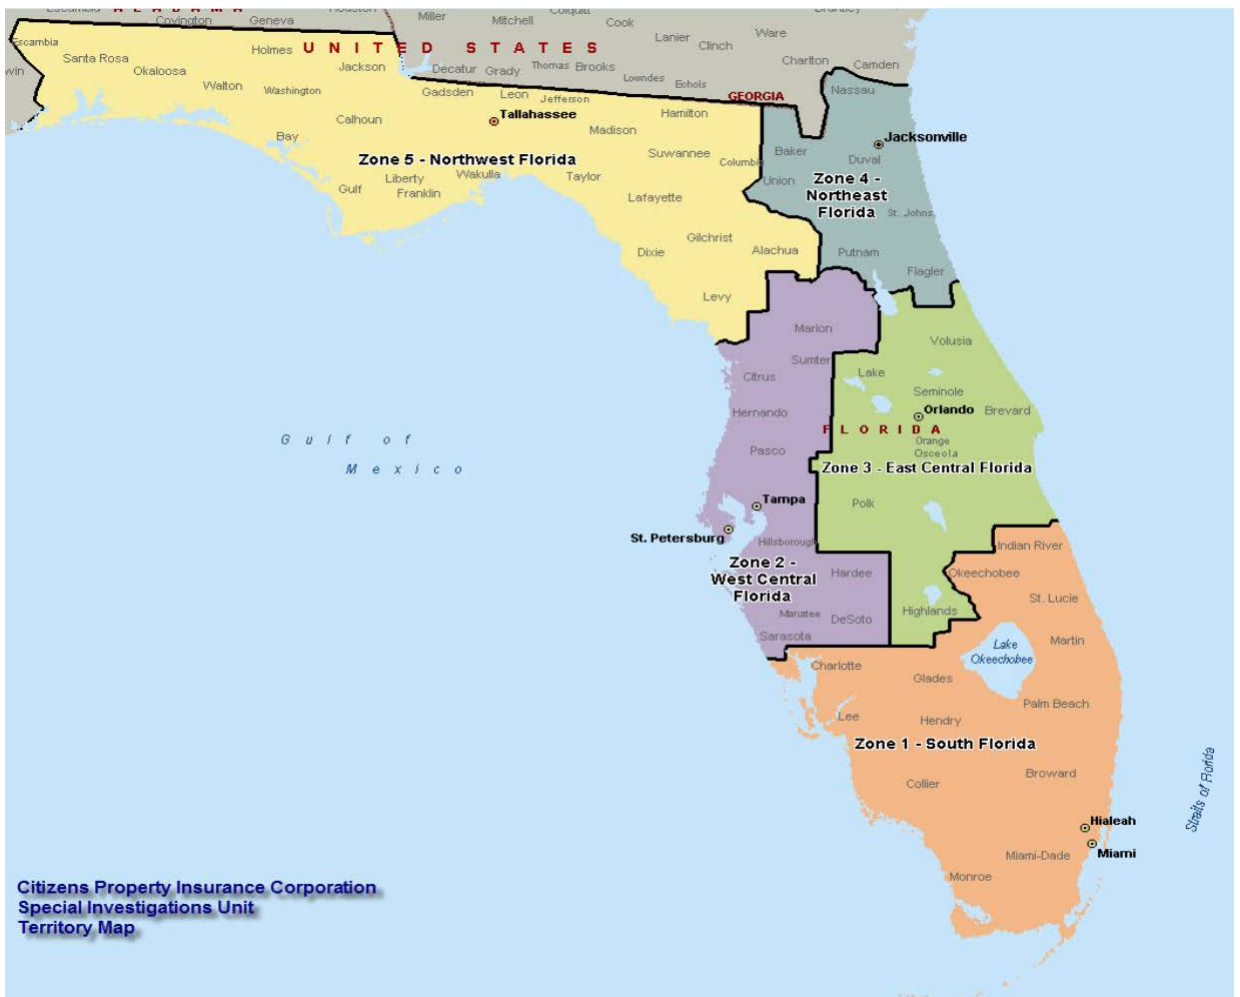 ALABAMA
Covington
Geneva
Miller
Mitchell
Colquitt
Cook
Lanier
Clinch
Ware
Brantley
Charlton
Camden
Escambia
Santa Rosa
Okaloosa
Walton
Holmes
Washington
UNITED STATES
Jackson
Decatur
Grady
Thomas
Brooks
Lowndes
Echols
GEORGIA
Nassau
Gadsden
Leon
Jefferson
Tallahassee
Calhoun
Bay
Madison
Hamilton
Suwannee
Columbia
Baker
Union
Jacksonville
Duval
Zone 5 - Northwest Florida
Gulf
Liberty
Franklin
Wakulla
Taylor
Lafayette
Zone 4 -
Northeast
Florida
St. Johns
Dixie
Gilchrist
Alachua
Putnam
Flagler
Levy
Marion
Sumter
Citrus
Hernando
Pasco
Volusia
Lake
Seminole
Orlando
Brevard
FLORIDA
Orange
Osceola
Zone 3 - East Central Florida
Gulf of
Mexico
Polk
Tampa
St. Petersburg
Hillsborough
Zone 2 -
West Central
Florida
Hardee
Manatee
DeSoto
Sarasota
Highlands
Indian River
Okeechobee
St. Lucie
Martin
Lake
Okeechobee
Charlotte
Glades
Palm Beach
Lee
Hendry
Zone 1 - South Florida
Collier
Broward
Straits of Florida
Hialeah
Miami
Miami-Dade
Monroe
Citizens Property Insurance Corporation
Special Investigations Unit
Territory Map